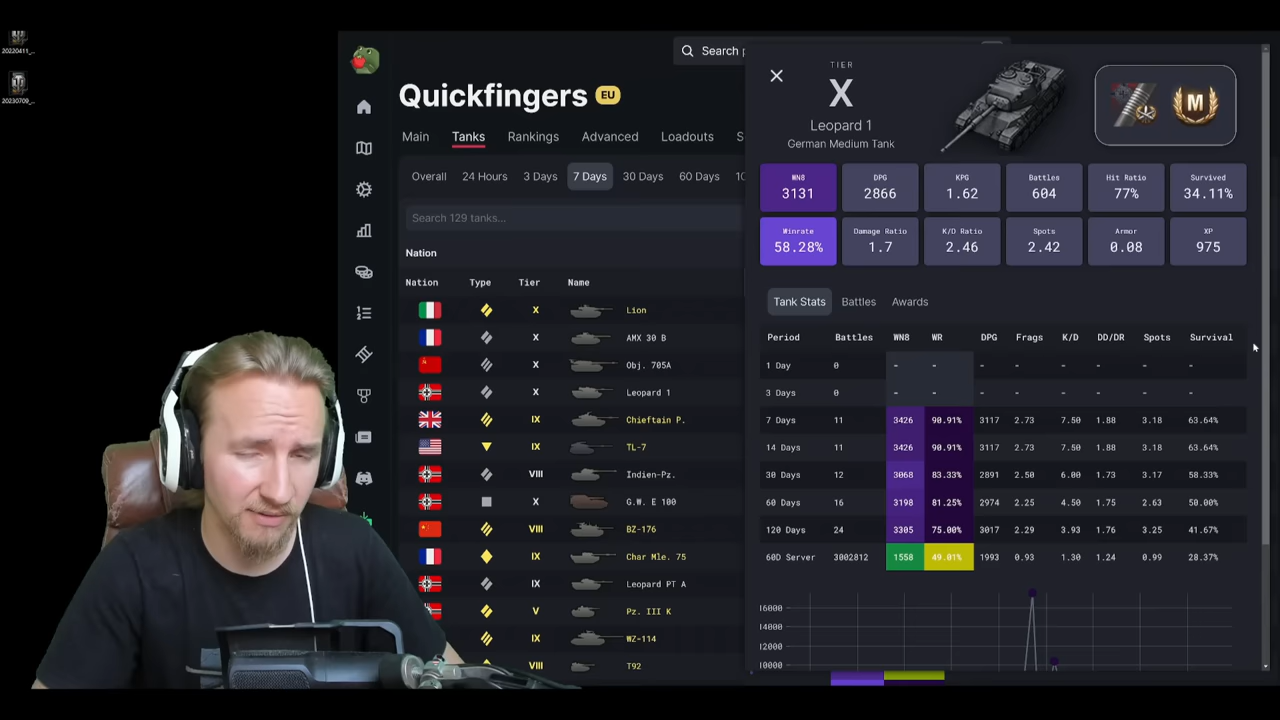 20220411_...
20230709_...
Search
Quickfingers EU
Main Tanks Rankings Advanced Loadouts S
Overall 24 Hours 3 Days 7 Days 30 Days 60 Days 10
Search 129 tanks...
Nation
Nation Type Tier Name
X Lion
X AMX 30 B
X Obj. 705A
X Leopard 1
IX Chieftain P.
IX TL-7
VIII Indien-Pz.
X G.W. E 100
VIII BZ-176
IX Char Mle. 75
IX Leopard PT A
V Pz. III K
IX WZ-114
VIII T92
TIER
X
Leopard 1
German Medium Tank
M
WN8 DPG KPG Battles Hit Ratio Survived
3131 2866 1.62 604 77% 34.11%
Winrate Damage Ratio K/D Ratio Spots Armor XP
58.28% 1.7 2.46 2.42 0.08 975
Tank Stats Battles Awards
Period Battles WN8 WR DPG Frags K/D DD/DR Spots Survival
1 Day 0 - - - - - - - -
3 Days 0 - - - - - - - -
7 Days 11 3426 90.91% 3117 2.73 7.50 1.88 3.18 63.64%
14 Days 11 3426 90.91% 3117 2.73 7.50 1.88 3.18 63.64%
30 Days 12 3068 83.33% 2891 2.50 6.00 1.73 3.17 58.33%
60 Days 16 3198 81.25% 2974 2.25 4.50 1.75 2.63 50.00%
120 Days 24 3305 75.00% 3017 2.29 3.93 1.76 3.25 41.67%
60D Server 3002812 1558 49.01% 1993 0.93 1.30 1.24 0.99 28.37%
16000
14000
12000
10000